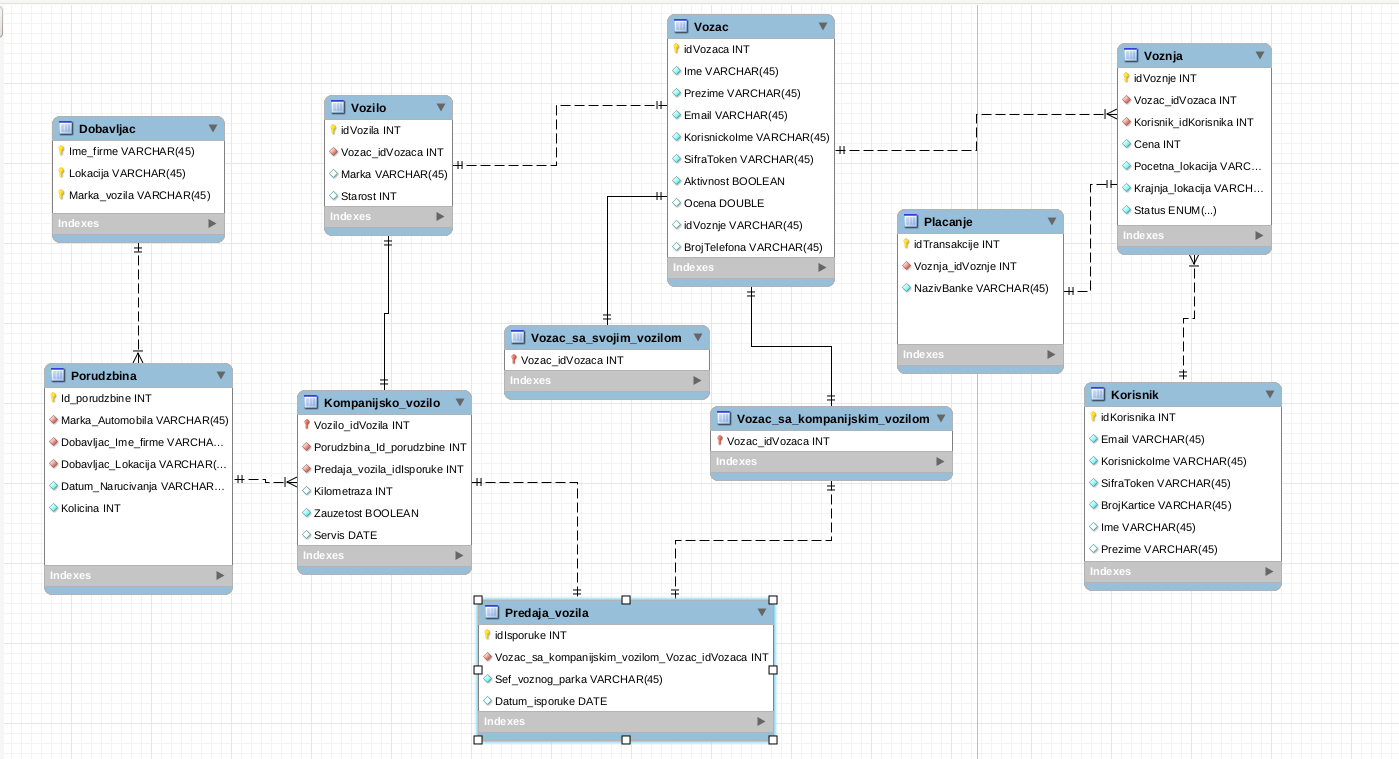 Dobavljac
Ime_firme VARCHAR(45)
Lokacija VARCHAR(45)
Marka_vozila VARCHAR(45)
Indexes
Vozilo
idVozila INT
Vozac_idVozaca INT
Marka VARCHAR(45)
Starost INT
Indexes
Vozac
idVozaca INT
Ime VARCHAR(45)
Prezime VARCHAR(45)
Email VARCHAR(45)
KorisnickoIme VARCHAR(45)
SifraToken VARCHAR(45)
Aktivnost BOOLEAN
Ocena DOUBLE
idVoznje INT
BrojTelefona VARCHAR(45)
Indexes
Voznja
idVoznje INT
Vozac_idVozaca INT
Korisnik_idKorisnika INT
Cena INT
Pocetna_lokacija VARC...
Krajnja_lokacija VARCH...
Status ENUM(...)
Indexes
Placanje
idTransakcije INT
Voznja_idVoznje INT
NazivBanke VARCHAR(45)
Indexes
Vozac_sa_svojim_vozilom
Vozac_idVozaca INT
Indexes
Porudzbina
Id_porudzbine INT
Marka_Automobila VARCHAR(45)
Dobavljac_Ime_firme VARCHA...
Dobavljac_Lokacija VARCHAR(...
Datum_Narucivanja VARCHAR...
Kolicina INT
Indexes
Kompanijsko_vozilo
Vozilo_idVozila INT
Porudzbina_Id_porudzbine INT
Predaja_vozila_idIsporuke INT
Kilometraza INT
Zauzetost BOOLEAN
Servis DATE
Indexes
Vozac_sa_kompanijskim_vozilom
Vozac_idVozaca INT
Indexes
Korisnik
idKorisnika INT
Email VARCHAR(45)
KorisnickoIme VARCHAR(45)
SifraToken VARCHAR(45)
BrojKartice VARCHAR(45)
Ime VARCHAR(45)
Prezime VARCHAR(45)
Indexes
Predaja_vozila
idIsporuke INT
Vozac_sa_kompanijskim_vozilom_Vozac_idVozaca INT
Sef_voznog_parka VARCHAR(45)
Datum_isporuke DATE
Indexes